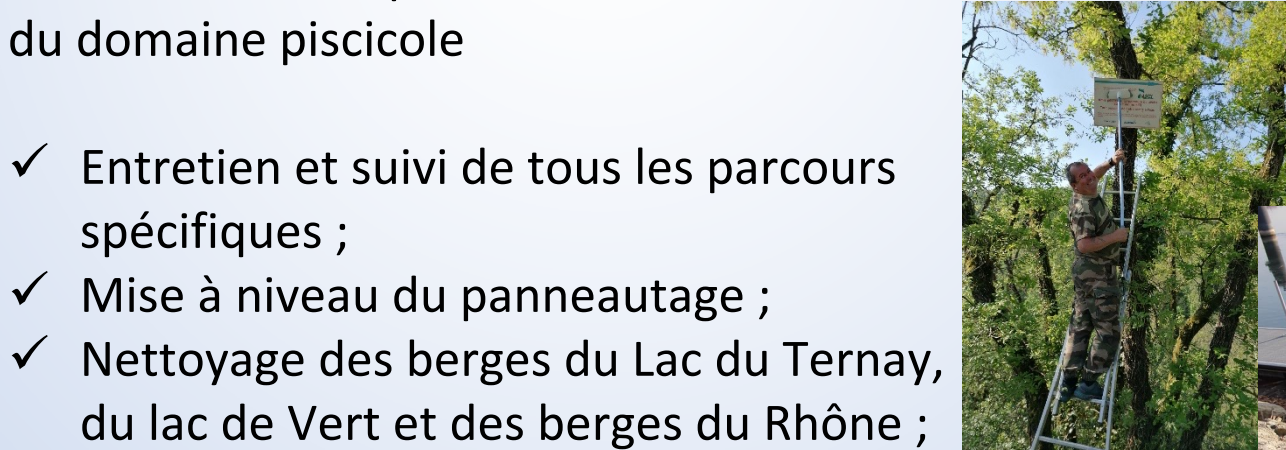 du domaine piscicole
✓ Entretien et suivi de tous les parcours
spécifiques ;
✓ Mise à niveau du panneautage ;
✓ Nettoyage des berges du Lac du Ternay,
du lac de Vert et des berges du Rhône ;